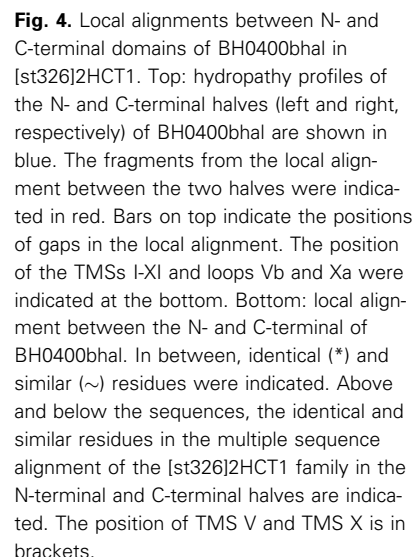 Fig. 4. Local alignments between N- and
C-terminal domains of BH0400bhal in
[st326]2HCT1. Top: hydropathy profiles of
the N- and C-terminal halves (left and right,
respectively) of BH0400bhal are shown in
blue. The fragments from the local align-
ment between the two halves were indica-
ted in red. Bars on top indicate the positions
of gaps in the local alignment. The position
of the TMSs I-XI and loops Vb and Xa were
indicated at the bottom. Bottom: local align-
ment between the N- and C-terminal of
BH0400bhal. In between, identical (*) and
similar (~) residues were indicated. Above
and below the sequences, the identical and
similar residues in the multiple sequence
alignment of the [st326]2HCT1 family in the
N-terminal and C-terminal halves are indica-
ted. The position of TMS V and TMS X is in
brackets.